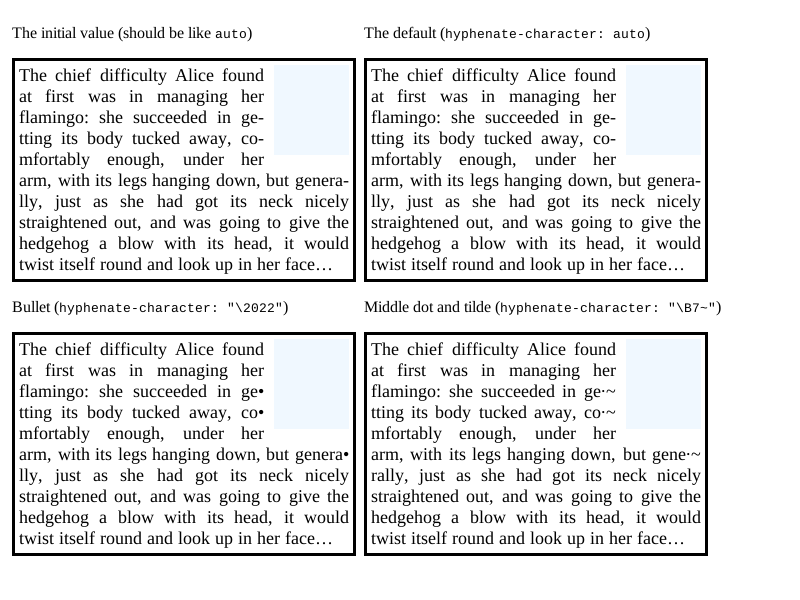 The initial value (should be like auto)
The chief difficulty Alice found
at first was in managing her
flamingo: she succeeded in ge-
tting its body tucked away, co-
mfortably enough, under her
arm, with its legs hanging down, but genera-
lly, just as she had got its neck nicely
straightened out, and was going to give the
hedgehog a blow with its head, it would
twist itself round and look up in her face…
The default (hyphenate-character: auto)
The chief difficulty Alice found
at first was in managing her
flamingo: she succeeded in ge-
tting its body tucked away, co-
mfortably enough, under her
arm, with its legs hanging down, but genera-
lly, just as she had got its neck nicely
straightened out, and was going to give the
hedgehog a blow with its head, it would
twist itself round and look up in her face…
Bullet (hyphenate-character: "\2022")
The chief difficulty Alice found
at first was in managing her
flamingo: she succeeded in ge•
tting its body tucked away, co•
mfortably enough, under her
arm, with its legs hanging down, but genera•
lly, just as she had got its neck nicely
straightened out, and was going to give the
hedgehog a blow with its head, it would
twist itself round and look up in her face…
Middle dot and tilde (hyphenate-character: "\B7~")
The chief difficulty Alice found
at first was in managing her
flamingo: she succeeded in ge·~
tting its body tucked away, co·~
mfortably enough, under her
arm, with its legs hanging down, but gene·~
rally, just as she had got its neck nicely
straightened out, and was going to give the
hedgehog a blow with its head, it would
twist itself round and look up in her face…